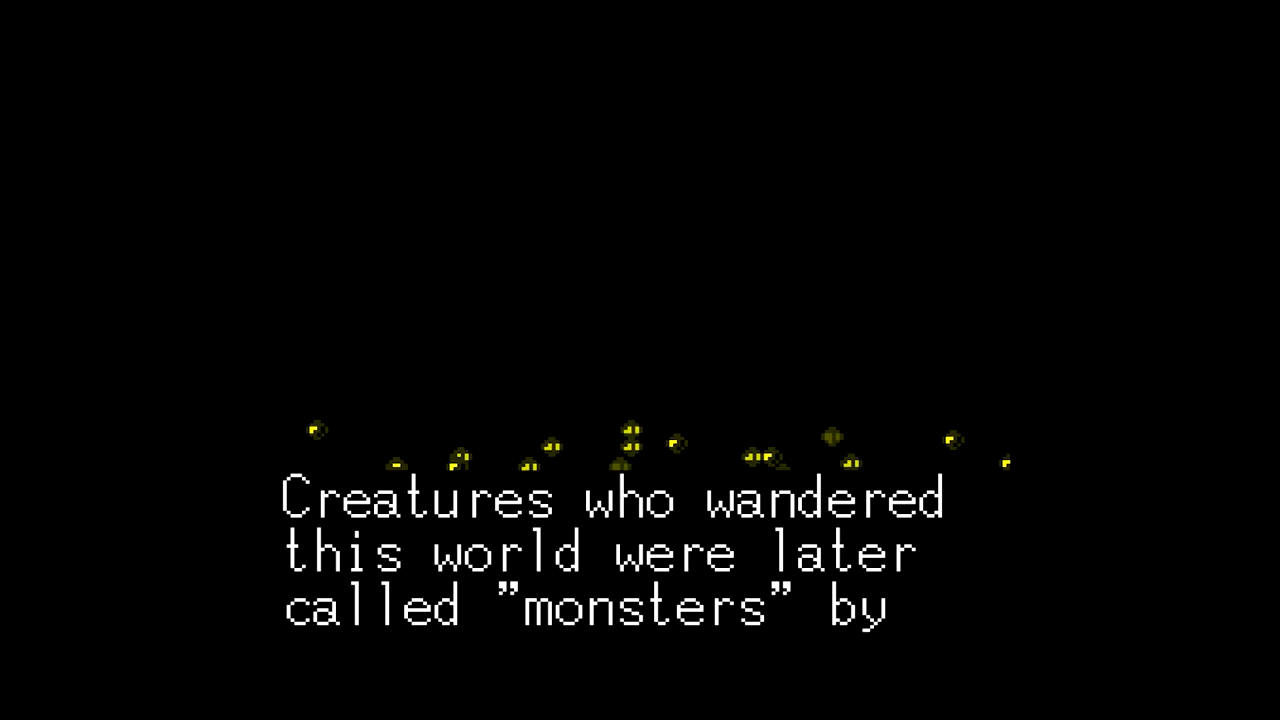 Creatures who wandered
this world were later
called ”monsters” by